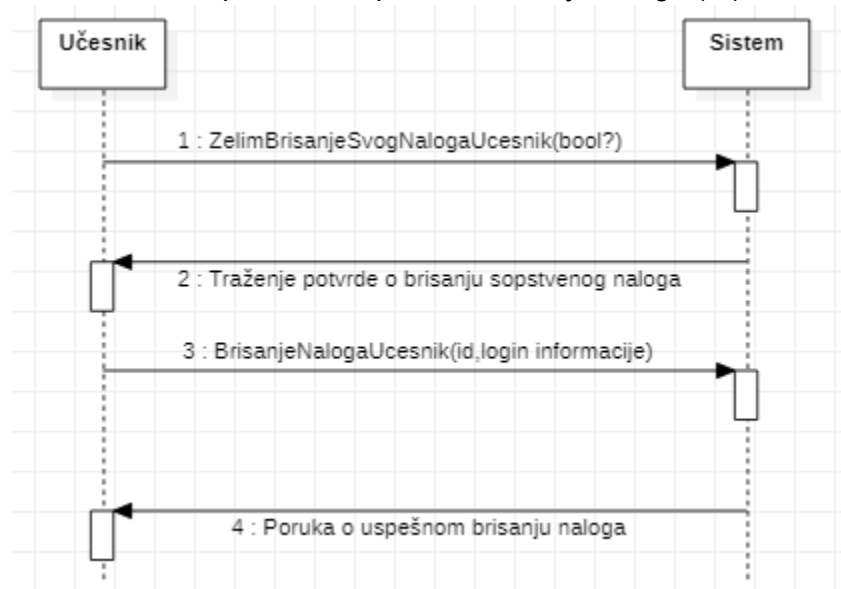 Učesnik
Sistem
1 : ZelimBrisanjeSvogNalogaUcesnik(bool?)
2 : Traženje potvrde o brisanju sopstvenog naloga
3 : BrisanjeNalogaUcesnik(id,login informacije)
4 : Poruka o uspešnom brisanju naloga